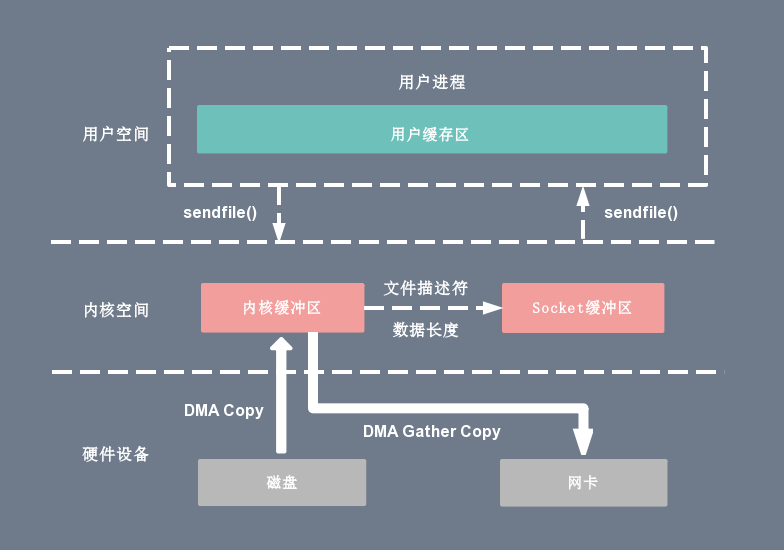 用户进程
用户缓存区
用户空间
sendfile()
sendfile()
文件描述符
内核缓冲区
Socket缓冲区
内核空间
数据长度
DMA Copy
DMA Gather Copy
硬件设备
磁盘
网卡